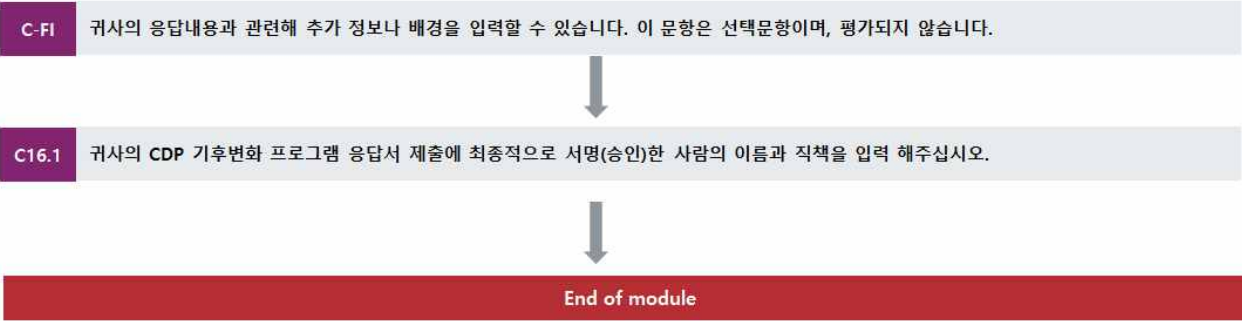 C-FI 귀사의 응답내용과 관련해 추가 정보나 배경을 입력할 수 있습니다. 이 문항은 선택문항이며, 평가되지 않습니다.
C16.1 귀사의 CDP 기후변화 프로그램 응답서 제출에 최종적으로 서명(승인)한 사람의 이름과 직책을 입력 해주십시오.
End of module